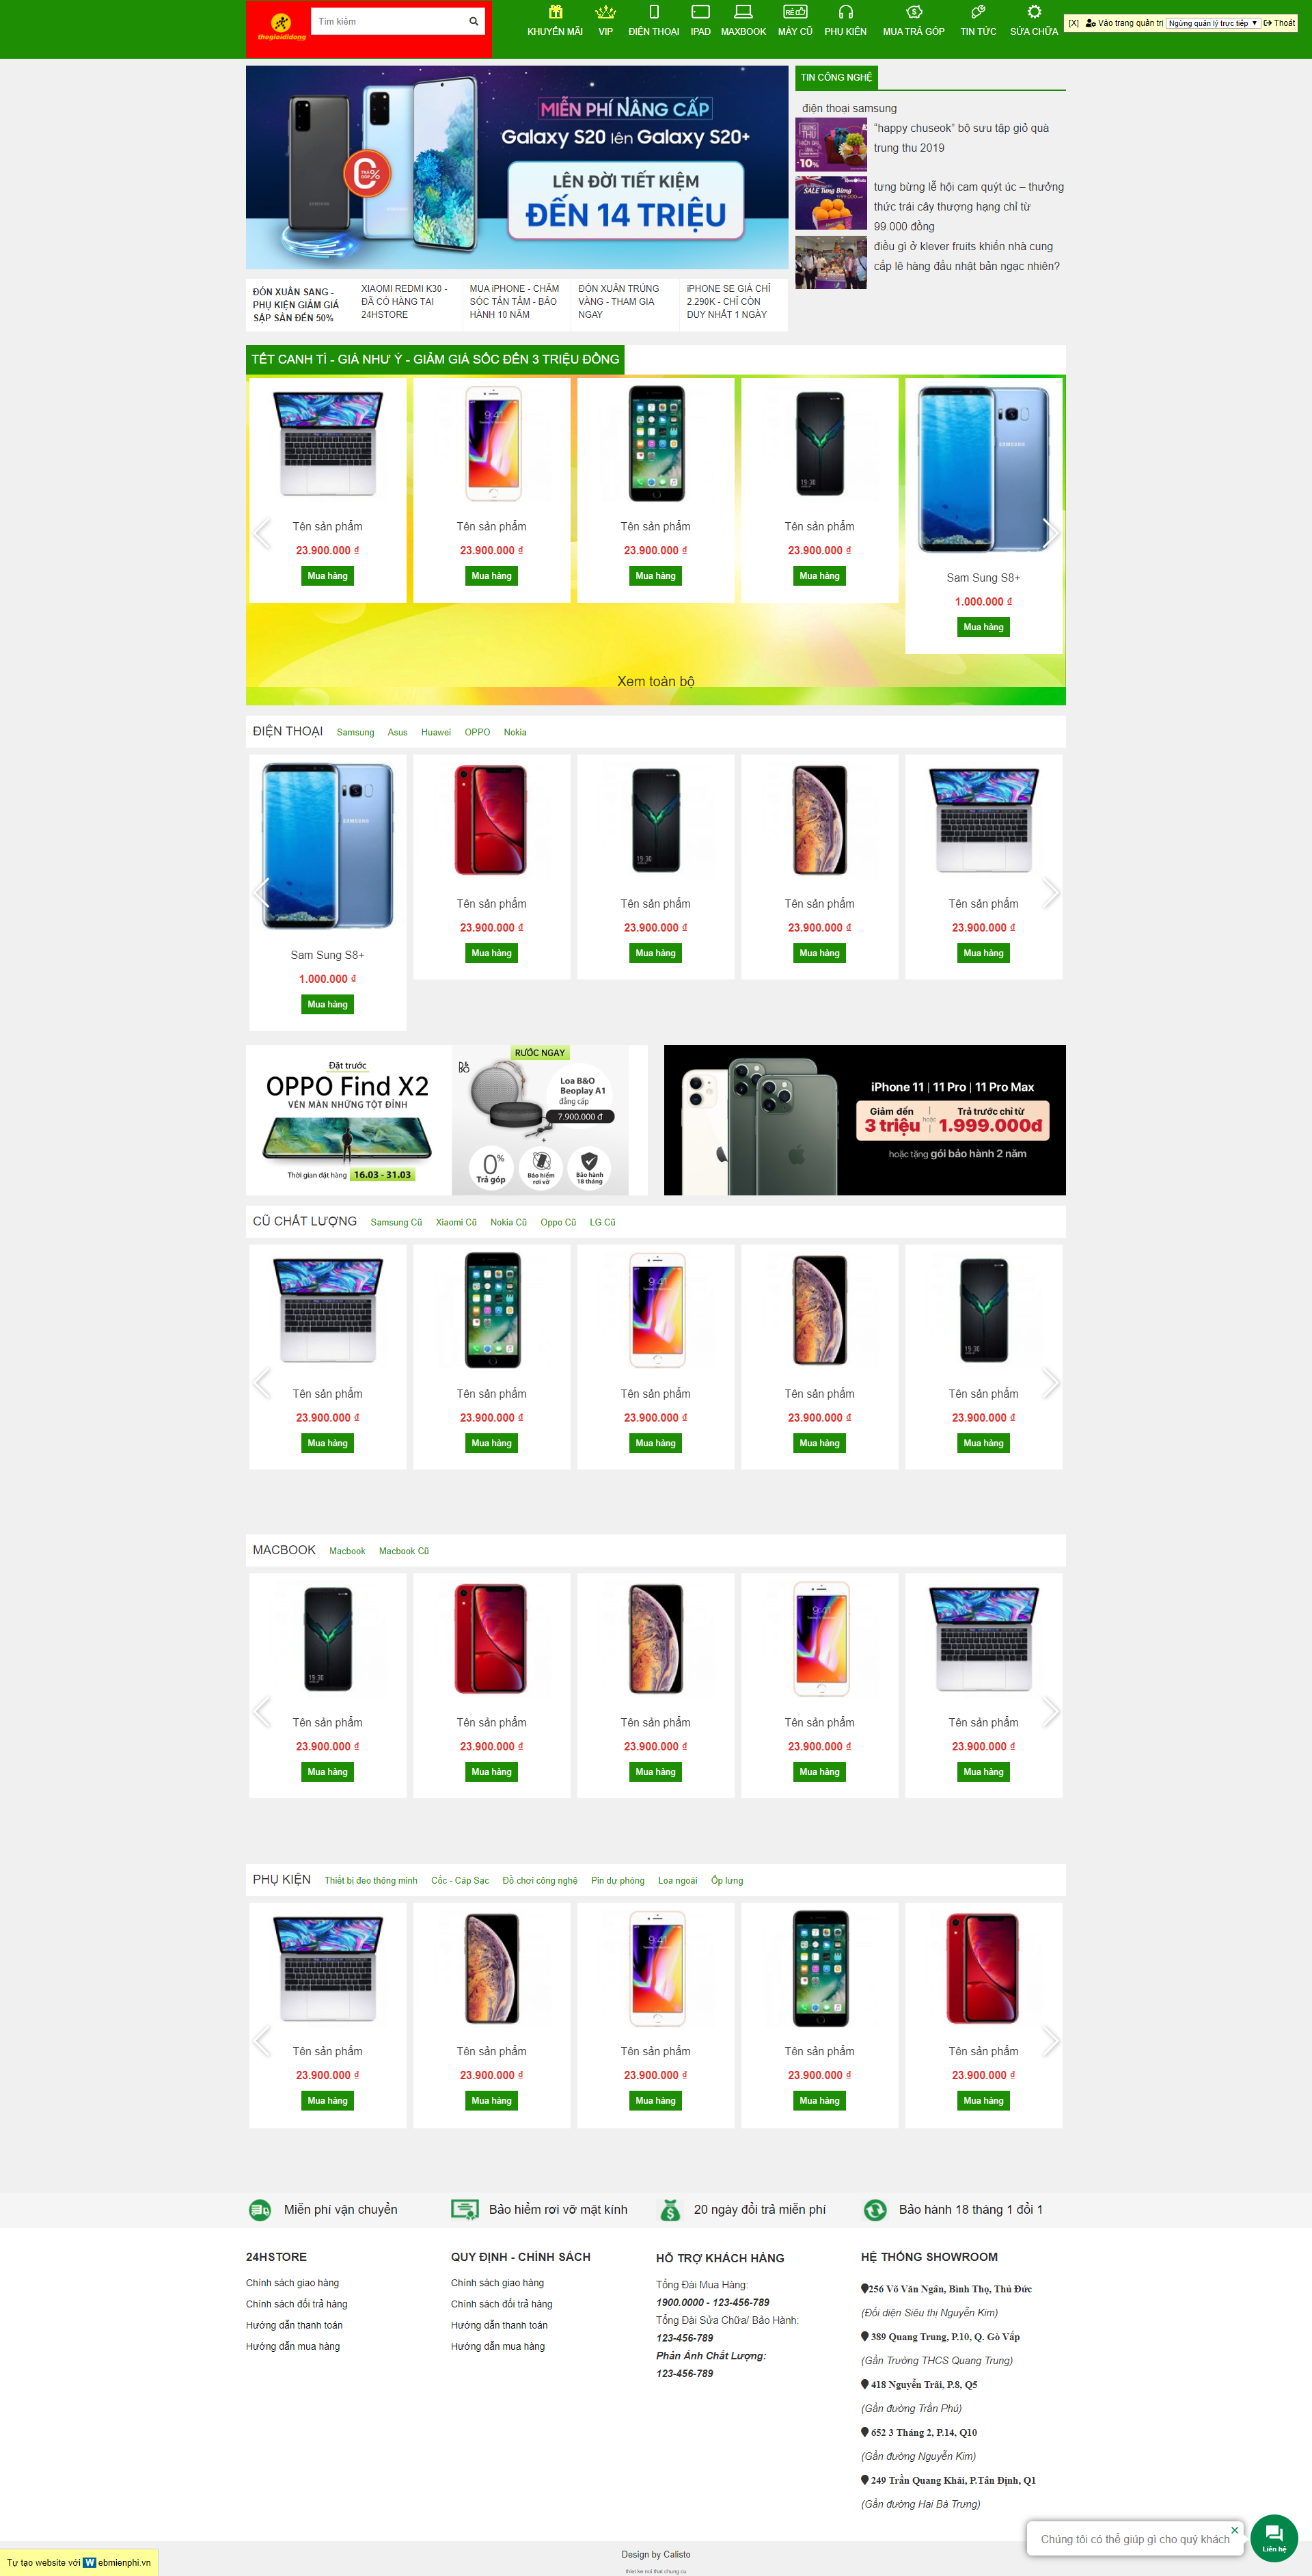 thegioididong
Tìm kiếm
KHUYẾN MÃI
VIP
ĐIỆN THOẠI
IPAD
MAXBOOK
MÁY CŨ
PHỤ KIỆN
MUA TRẢ GÓP
TIN TỨC
SỬA CHỮA
[X] Vào trang quản trị Ngừng quản lý trực tiếp Thoát
MIỄN PHÍ NÂNG CẤP
Galaxy S20 lên Galaxy S20+
LÊN ĐỜI TIẾT KIỆM
ĐẾN 14 TRIỆU
TRẢ GÓP
SAMSUNG
ĐÓN XUÂN SANG -
PHỤ KIỆN GIẢM GIÁ
SẬP SÀN ĐẾN 50%
XIAOMI REDMI K30 -
ĐÃ CÓ HÀNG TẠI
24HSTORE
MUA iPHONE - CHĂM
SÓC TẬN TÂM - BẢO
HÀNH 10 NĂM
ĐÓN XUÂN TRÚNG
VÀNG - THAM GIA
NGAY
iPHONE SE GIÁ CHỈ
2.290K - CHỈ CÒN
DUY NHẤT 1 NGÀY
TIN CÔNG NGHỆ
điện thoại samsung
“happy chuseok” bộ sưu tập giỏ quà
trung thu 2019
tưng bừng lễ hội cam quýt úc – thưởng
thức trái cây thượng hạng chỉ từ
99.000 đồng
điều gì ở klever fruits khiến nhà cung
cấp lê hàng đầu nhật bản ngạc nhiên?
TẾT CANH TÍ - GIÁ NHƯ Ý - GIẢM GIÁ SỐC ĐẾN 3 TRIỆU ĐỒNG
Tên sản phẩm
23.900.000 ₫
Mua hàng
Tên sản phẩm
23.900.000 ₫
Mua hàng
Tên sản phẩm
23.900.000 ₫
Mua hàng
Tên sản phẩm
23.900.000 ₫
Mua hàng
Sam Sung S8+
1.000.000 ₫
Mua hàng
Xem toàn bộ
ĐIỆN THOẠI Samsung Asus Huawei OPPO Nokia
Sam Sung S8+
1.000.000 ₫
Mua hàng
Tên sản phẩm
23.900.000 ₫
Mua hàng
Tên sản phẩm
23.900.000 ₫
Mua hàng
Tên sản phẩm
23.900.000 ₫
Mua hàng
Tên sản phẩm
23.900.000 ₫
Mua hàng
Đặt trước
OPPO Find X2
VÉN MÀN NHỮNG TỘT ĐỈNH
Thời gian đặt hàng 16.03 - 31.03
RƯỚC NGAY
Loa B&O
Beoplay A1
đẳng cấp
7.900.000 đ
+
0%
Trả góp
Bảo hiểm
rơi vỡ
Bảo hành
18 tháng
iPhone 11 | 11 Pro | 11 Pro Max
Giảm đến
3 triệu
hoặc
Trả trước chỉ từ
1.999.000đ
hoặc tặng gói bảo hành 2 năm
CŨ CHẤT LƯỢNG Samsung Cũ Xiaomi Cũ Nokia Cũ Oppo Cũ LG Cũ
Tên sản phẩm
23.900.000 ₫
Mua hàng
Tên sản phẩm
23.900.000 ₫
Mua hàng
Tên sản phẩm
23.900.000 ₫
Mua hàng
Tên sản phẩm
23.900.000 ₫
Mua hàng
Tên sản phẩm
23.900.000 ₫
Mua hàng
MACBOOK Macbook Macbook Cũ
Tên sản phẩm
23.900.000 ₫
Mua hàng
Tên sản phẩm
23.900.000 ₫
Mua hàng
Tên sản phẩm
23.900.000 ₫
Mua hàng
Tên sản phẩm
23.900.000 ₫
Mua hàng
Tên sản phẩm
23.900.000 ₫
Mua hàng
PHỤ KIỆN Thiết bị đeo thông minh Cốc - Cáp Sạc Đồ chơi công nghệ Pin dự phòng Loa ngoài Ốp lưng
Tên sản phẩm
23.900.000 ₫
Mua hàng
Tên sản phẩm
23.900.000 ₫
Mua hàng
Tên sản phẩm
23.900.000 ₫
Mua hàng
Tên sản phẩm
23.900.000 ₫
Mua hàng
Tên sản phẩm
23.900.000 ₫
Mua hàng
Miễn phí vận chuyển
Bảo hiểm rơi vỡ mặt kính
20 ngày đổi trả miễn phí
Bảo hành 18 tháng 1 đổi 1
24HSTORE
Chính sách giao hàng
Chính sách đổi trả hàng
Hướng dẫn thanh toán
Hướng dẫn mua hàng
QUY ĐỊNH - CHÍNH SÁCH
Chính sách giao hàng
Chính sách đổi trả hàng
Hướng dẫn thanh toán
Hướng dẫn mua hàng
HỖ TRỢ KHÁCH HÀNG
Tổng Đài Mua Hàng:
1900.0000 - 123-456-789
Tổng Đài Sửa Chữa/ Bảo Hành:
123-456-789
Phản Ánh Chất Lượng:
123-456-789
HỆ THỐNG SHOWROOM
256 Võ Văn Ngân, Bình Thọ, Thủ Đức
(Đối diện Siêu thị Nguyễn Kim)
389 Quang Trung, P.10, Q. Gò Vấp
(Gần Trường THCS Quang Trung)
418 Nguyễn Trãi, P.8, Q5
(Gần đường Trần Phú)
652 3 Tháng 2, P.14, Q10
(Gần đường Nguyễn Kim)
249 Trần Quang Khải, P.Tân Định, Q1
(Gần đường Hai Bà Trưng)
Chúng tôi có thể giúp gì cho quý khách
Liên hệ
Design by Calisto
thiet ke noi that chung cu
Tự tạo website với Webmienphi.vn